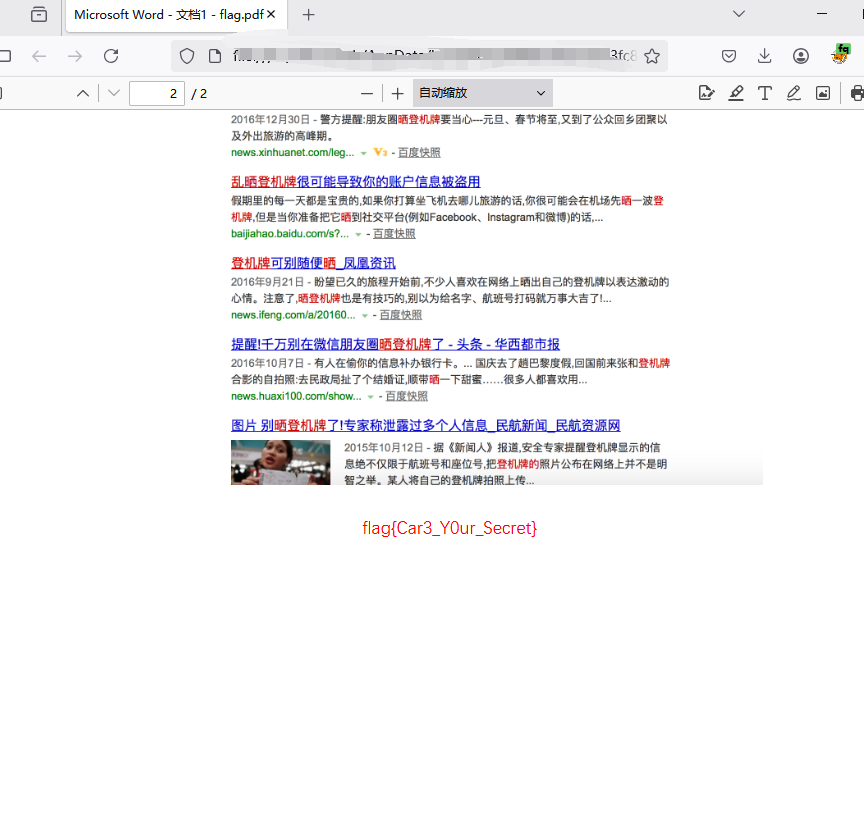 Microsoft Word - 文档1 - flag.pdf
2 / 2
自动缩放
2016年12月30日 - 警方提醒:朋友圈晒登机牌要当心---元旦、春节将至,又到了公众回乡团聚以
及外出旅游的高峰期。
news.xinhuanet.com/leg... V3 - 百度快照
乱晒登机牌很可能导致你的账户信息被盗用
假期里的每一天都是宝贵的,如果你打算坐飞机去哪儿旅游的话,你很可能会在机场先晒一波登
机牌,但是当你准备把它晒到社交平台(例如Facebook、Instagram和微博)的话,...
baijiahao.baidu.com/s?... - 百度快照
登机牌可别随便晒_凤凰资讯
2016年9月21日 - 盼望已久的旅程开始前,不少人喜欢在网络上晒出自己的登机牌以表达激动的
心情。注意了,晒登机牌也是有技巧的,别以为给名字、航班号打码就万事大吉了!...
news.ifeng.com/a/20160... - 百度快照
提醒!千万别在微信朋友圈晒登机牌了 - 头条 - 华西都市报
2016年10月7日 - 有人在偷你的信息补办银行卡。... 国庆去了趟巴黎度假,回国前来张和登机牌
合影的自拍照:去民政局扯了个结婚证,顺带晒一下甜蜜……很多人都喜欢用...
news.huaxi100.com/show... - 百度快照
图片 别晒登机牌了!专家称泄露过多个人信息_民航新闻_民航资源网
2015年10月12日 - 据《新闻人》报道,安全专家提醒登机牌显示的信
息绝不仅限于航班号和座位号,把登机牌的照片公布在网络上并不是明
智之举。某人将自己的登机牌拍照上传...
flag{Car3_Y0ur_Secret}